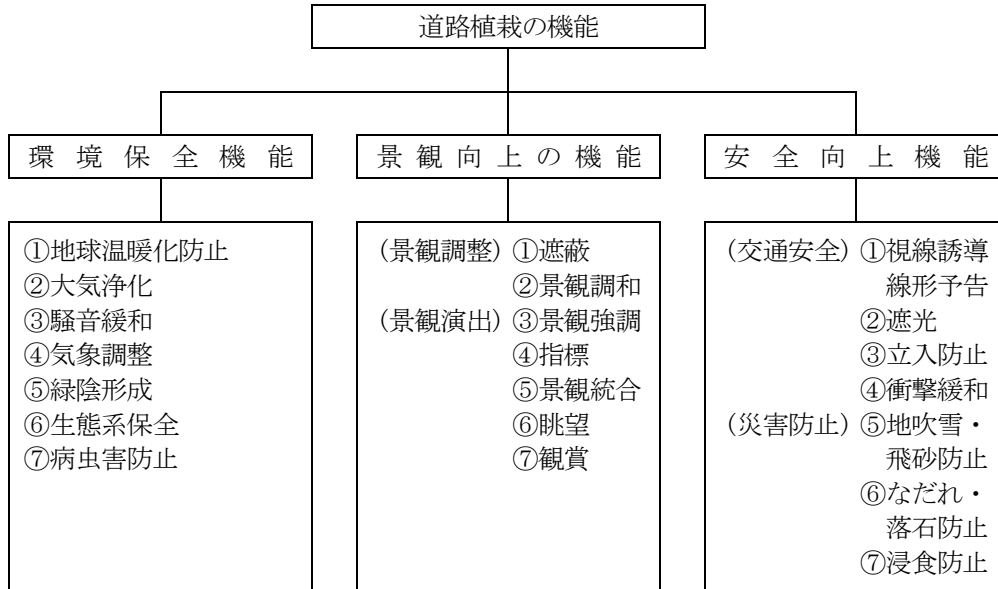 道路植栽の機能
環境保全機能
①地球温暖化防止
②大気浄化
③騒音緩和
④気象調整
⑤緑陰形成
⑥生態系保全
⑦病虫害防止
景観向上の機能
(景観調整) ①遮蔽
②景観調和
(景観演出) ③景観強調
④指標
⑤景観統合
⑥眺望
⑦観賞
安全向上機能
(交通安全) ①視線誘導
線形予告
②遮光
③立入防止
④衝撃緩和
(災害防止) ⑤地吹雪・
飛砂防止
⑥なだれ・
落石防止
⑦浸食防止